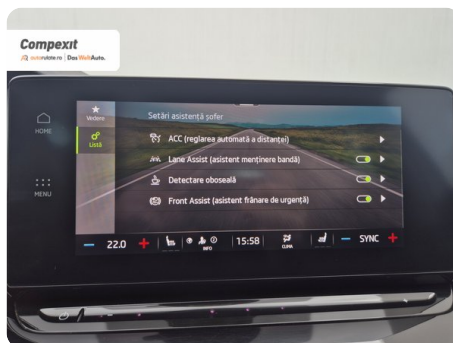 Compexit
autorulate.ro | Das WeltAuto.
Setări asistență șofer
Vedere
HOME
ACC (reglarea automată a distanței)
Listă
Lane Assist (asistent menținere bandă)
Detectare oboseală
MENU
Front Assist (asistent frânare de urgență)
22.0
INFO
15:58
CLIMA
SYNC